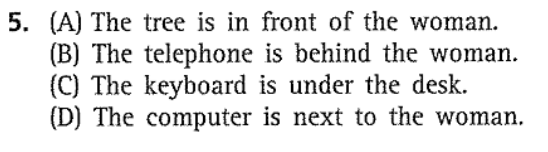 5. (A) The tree is in front of the woman.
(B) The telephone is behind the woman.
(C) The keyboard is under the desk.
(D) The computer is next to the woman.